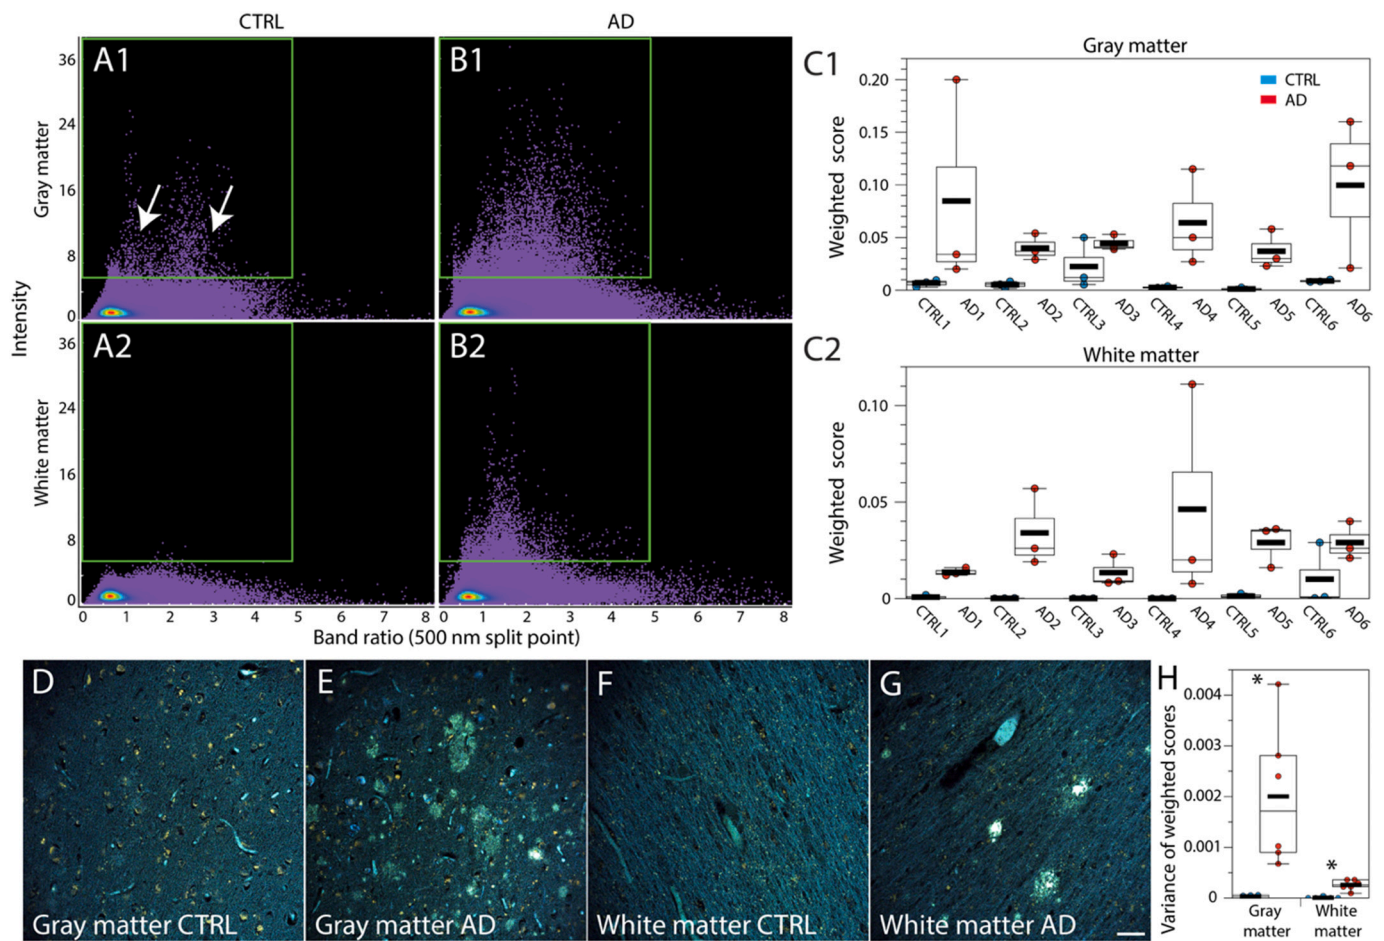 CTRL
AD
Gray matter
White matter
Intensity
A1
B1
A2
B2
36
24
16
8
0
36
24
16
8
0
0 1 2 3 4 5 6 7 8
1 2 3 4 5 6 7 8
Band ratio (500 nm split point)
C1
Gray matter
CTRL
AD
Weighted score
0.20
0.15
0.10
0.05
0
CTRL1 AD1 CTRL2 AD2 CTRL3 AD3 CTRL4 AD4 CTRL5 AD5 CTRL6 AD6
C2
White matter
Weighted score
0.10
0.05
0
CTRL1 AD1 CTRL2 AD2 CTRL3 AD3 CTRL4 AD4 CTRL5 AD5 CTRL6 AD6
D
Gray matter CTRL
E
Gray matter AD
F
White matter CTRL
G
White matter AD
H
Variance of weighted scores
0.004
0.003
0.002
0.001
0
*
*
Gray
matter
White
matter